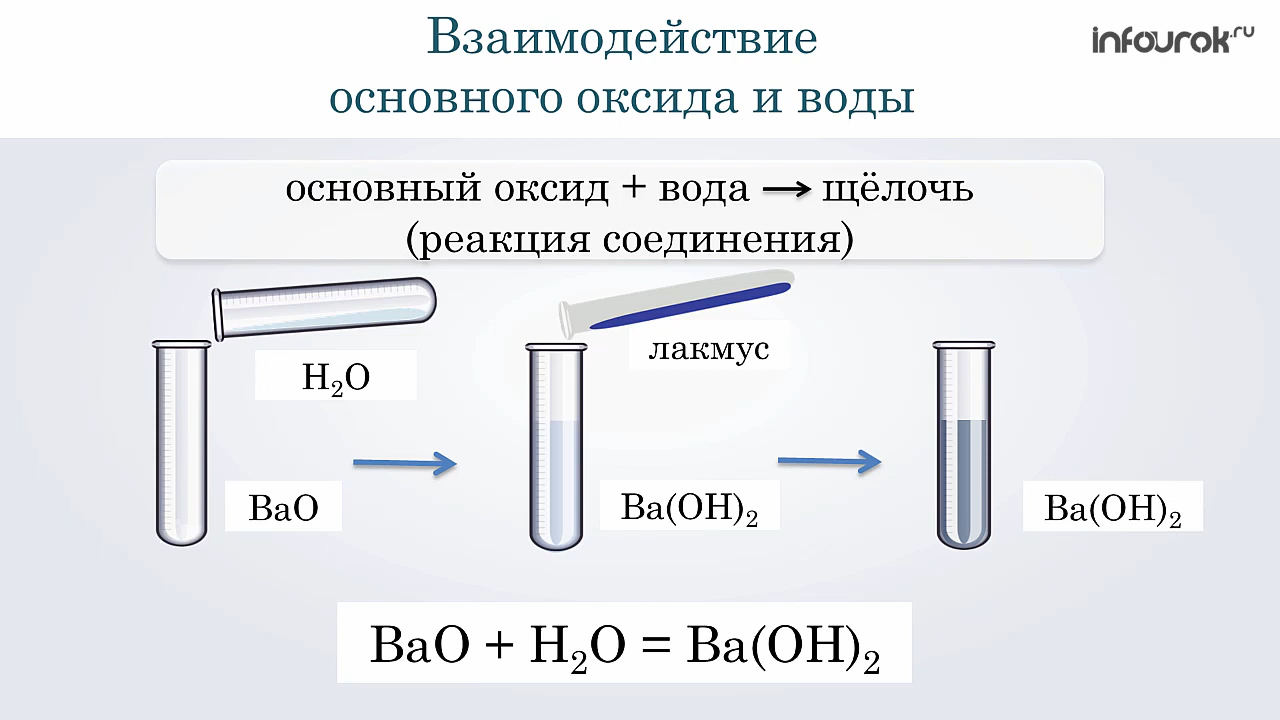 Взаимодействие
основного оксида и воды
infourok.ru
основный оксид + вода → щёлочь
(реакция соединения)
H₂O
лакмус
BaO
Ba(OH)₂
Ba(OH)₂
BaO + H₂O = Ba(OH)₂